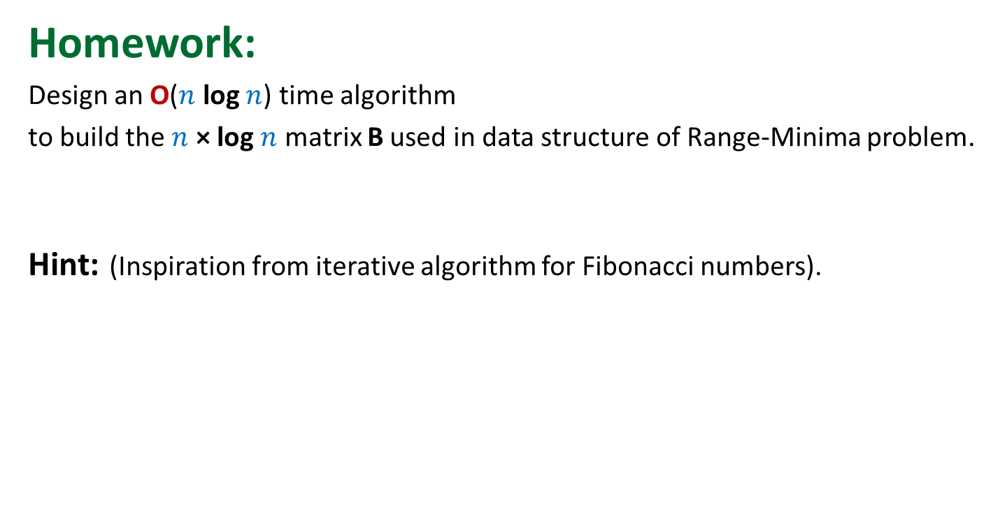 Homework:
Design an O(n log n) time algorithm
to build the n × log n matrix B used in data structure of Range-Minima problem.
Hint: (Inspiration from iterative algorithm for Fibonacci numbers).